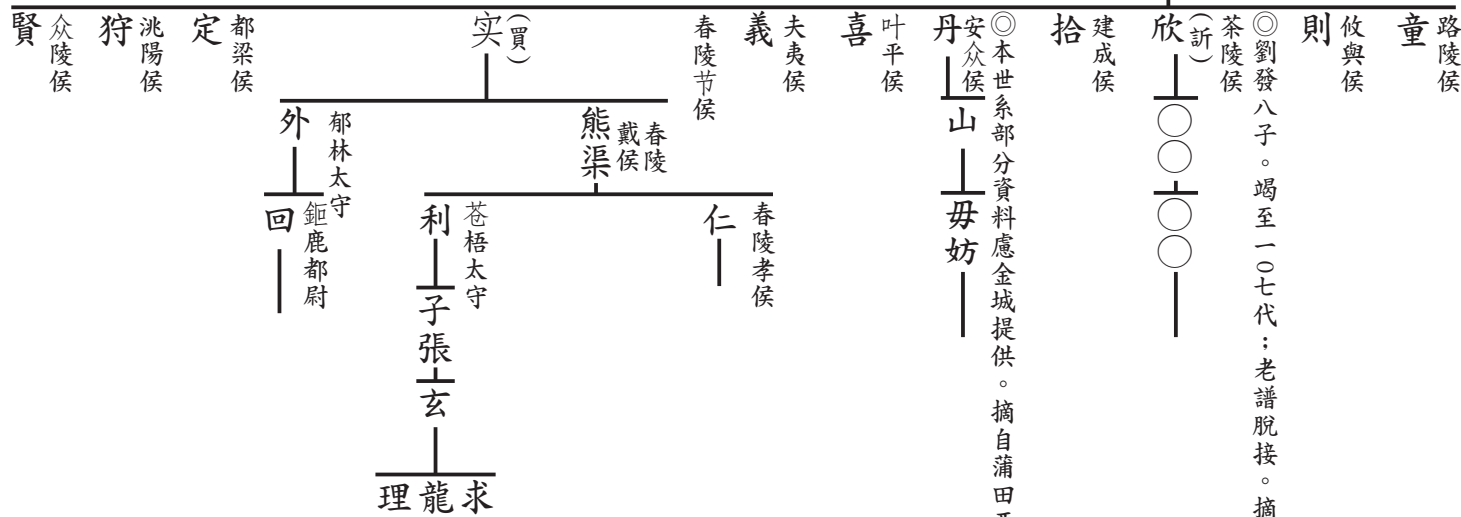 童
路陵侯
則
攸與侯
◎劉發八子。竭至一○七代；老譜脫接。摘
欣
(訢)
茶陵侯
○○
○○
拾
建成侯
◎本世系部分資料慮金城提供。摘自蒲田
丹
安众侯
山
毋妨
喜
叶平侯
義
夫夷侯
春陵节侯
实
(買)
熊渠
春陵
戴侯
仁
春陵孝侯
利
苍梧太守
子張
玄
求
龍
理
外
郁林太守
回
鉅鹿都尉
定
都梁侯
狩
洮陽侯
賢
众陵侯